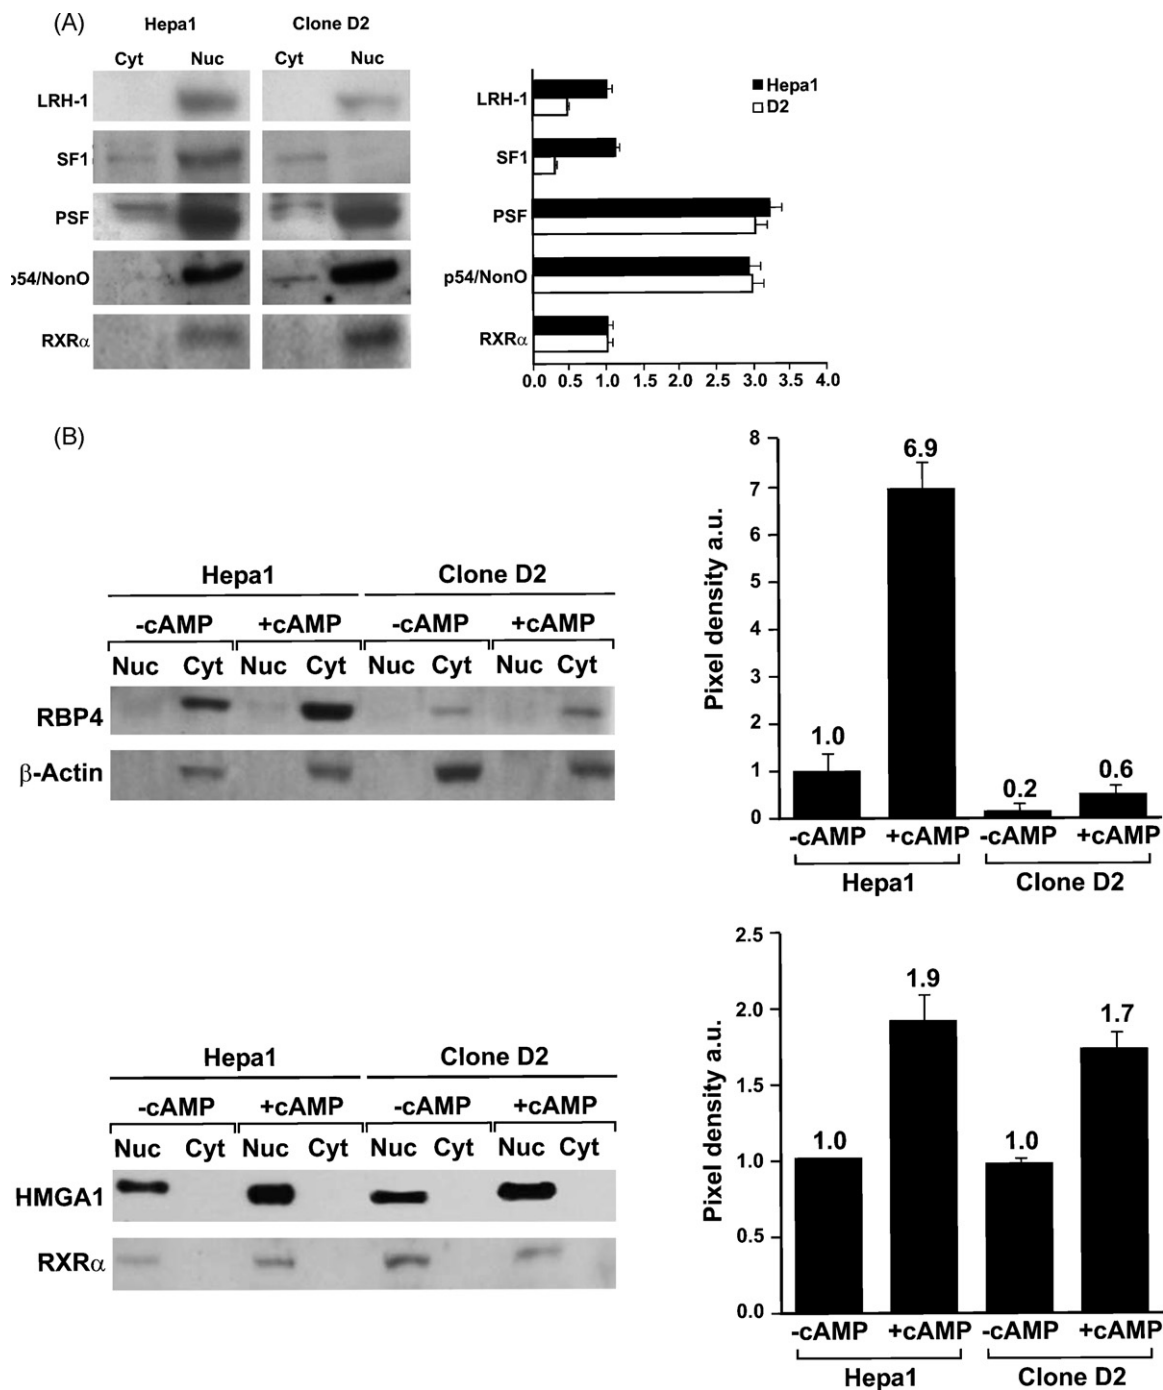 (A)
Hepa1 Clone D2
Cyt Nuc Cyt Nuc
LRH-1
SF1
PSF
p54/NonO
RXRα
Hepa1
D2
LRH-1
SF1
PSF
p54/NonO
RXRα
0.0 0.5 1.0 1.5 2.0 2.5 3.0 3.5 4.0
(B)
Hepa1 Clone D2
-cAMP +cAMP -cAMP +cAMP
Nuc Cyt Nuc Cyt Nuc Cyt Nuc Cyt
RBP4
β-Actin
Pixel density a.u.
8
7
6
5
4
3
2
1
0
1.0
6.9
0.2
0.6
-cAMP +cAMP -cAMP +cAMP
Hepa1 Clone D2
Hepa1 Clone D2
-cAMP +cAMP -cAMP +cAMP
Nuc Cyt Nuc Cyt Nuc Cyt Nuc Cyt
HMGA1
RXRα
Pixel density a.u.
2.5
2.0
1.5
1.0
0.5
0.0
1.0
1.9
1.0
1.7
-cAMP +cAMP -cAMP +cAMP
Hepa1 Clone D2